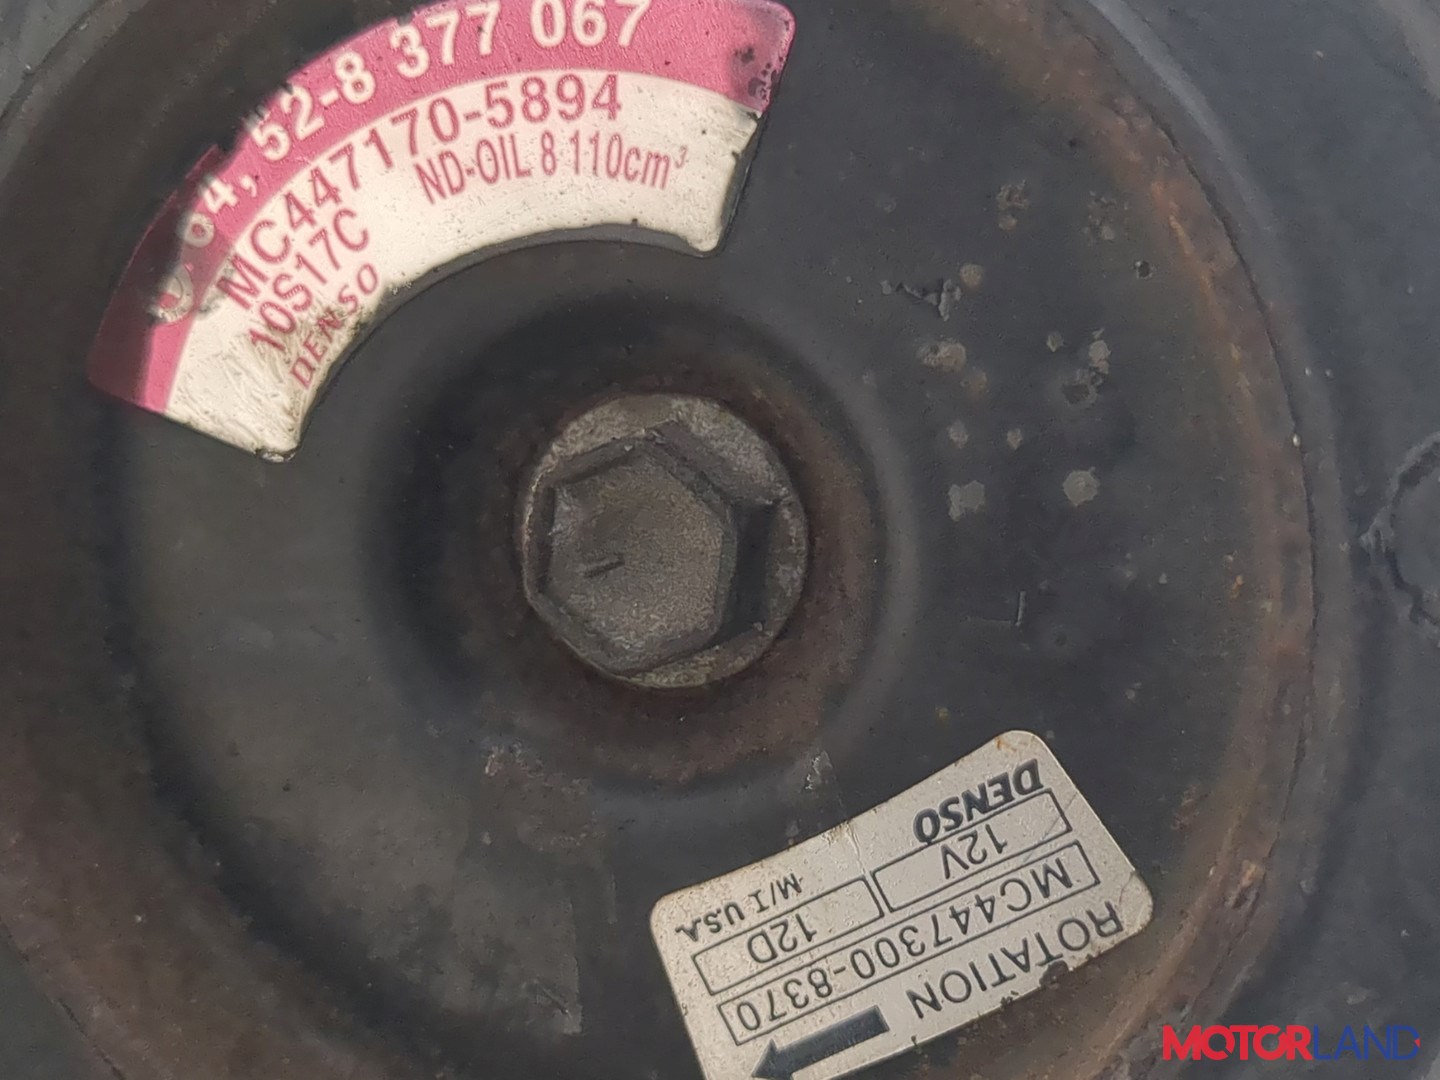 64, 52-8 377 067
MC447170-5894
10S17C ND-OIL 8 110cm³
DENSO
ROTATION
MC447300-8370
12V 12D
DENSO M/I U.S.A
MOTORLAND